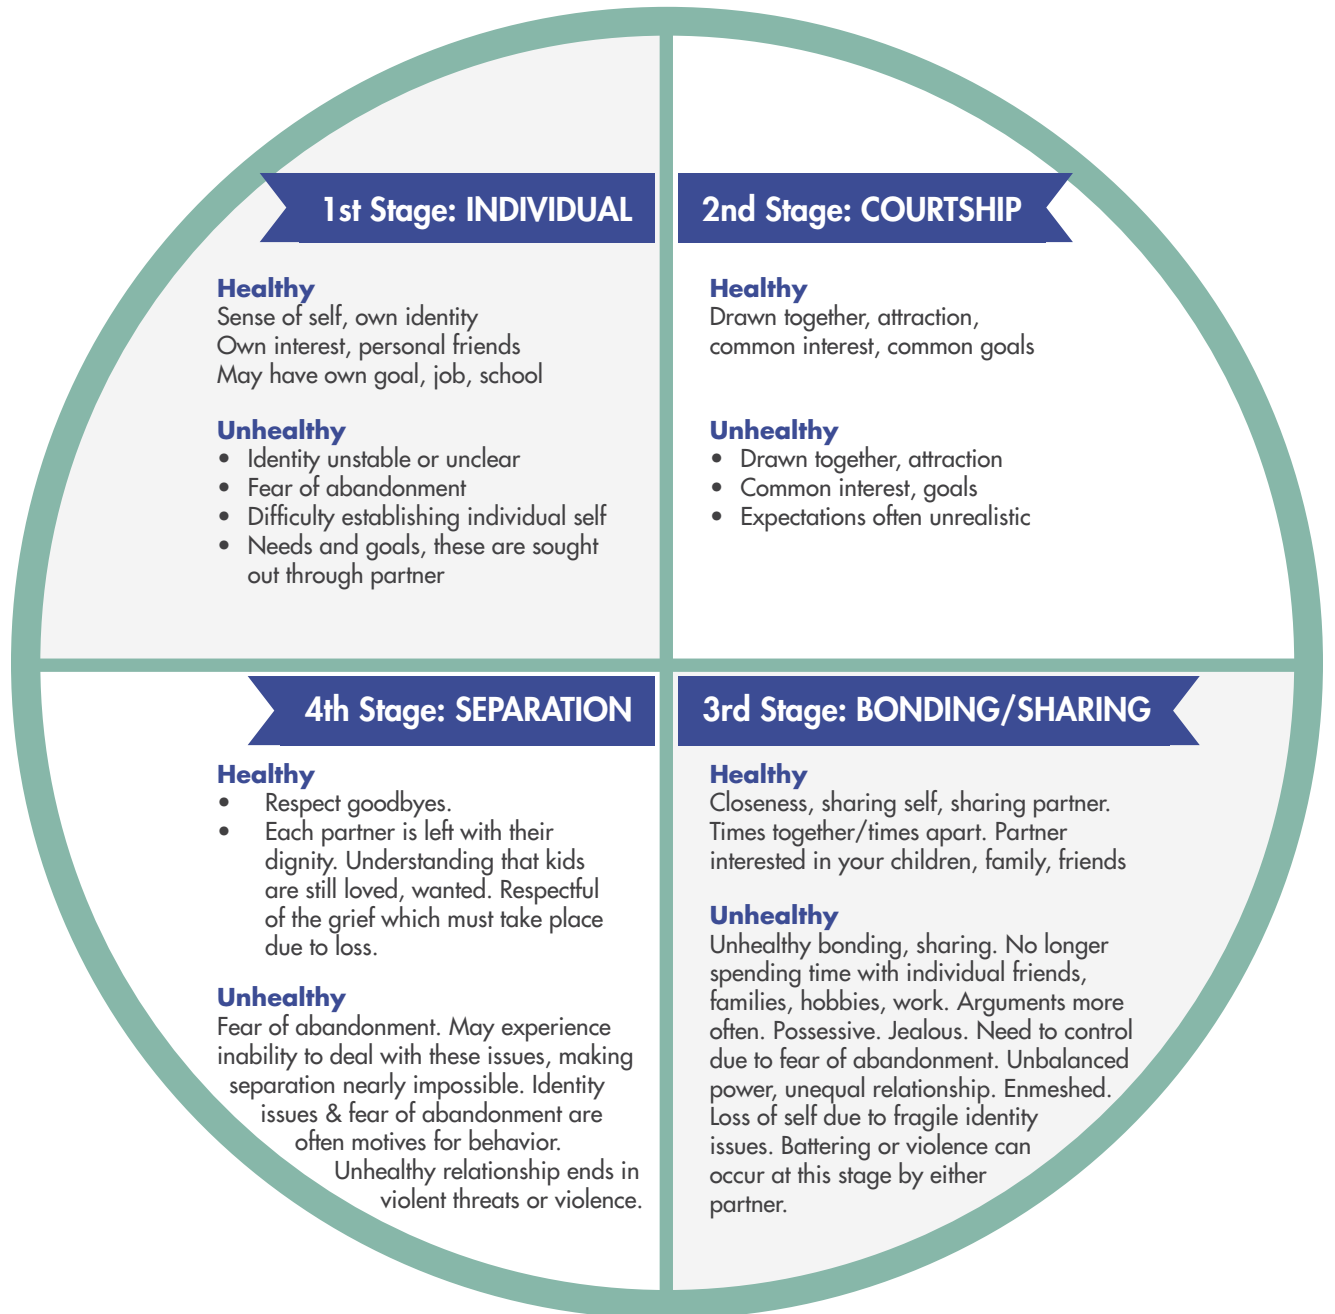 1st Stage: INDIVIDUAL
Healthy
Sense of self, own identity
Own interest, personal friends
May have own goal, job, school
Unhealthy
• Identity unstable or unclear
• Fear of abandonment
• Difficulty establishing individual self
• Needs and goals, these are sought
out through partner
2nd Stage: COURTSHIP
Healthy
Drawn together, attraction,
common interest, common goals
Unhealthy
• Drawn together, attraction
• Common interest, goals
• Expectations often unrealistic
3rd Stage: BONDING/SHARING
Healthy
Closeness, sharing self, sharing partner.
Times together/times apart. Partner
interested in your children, family, friends
Unhealthy
Unhealthy bonding, sharing. No longer
spending time with individual friends,
families, hobbies, work. Arguments more
often. Possessive. Jealous. Need to control
due to fear of abandonment. Unbalanced
power, unequal relationship. Enmeshed.
Loss of self due to fragile identity
issues. Battering or violence can
occur at this stage by either
partner.
4th Stage: SEPARATION
Healthy
• Respect goodbyes.
• Each partner is left with their
dignity. Understanding that kids
are still loved, wanted. Respectful
of the grief which must take place
due to loss.
Unhealthy
Fear of abandonment. May experience
inability to deal with these issues, making
separation nearly impossible. Identity
issues & fear of abandonment are
often motives for behavior.
Unhealthy relationship ends in
violent threats or violence.